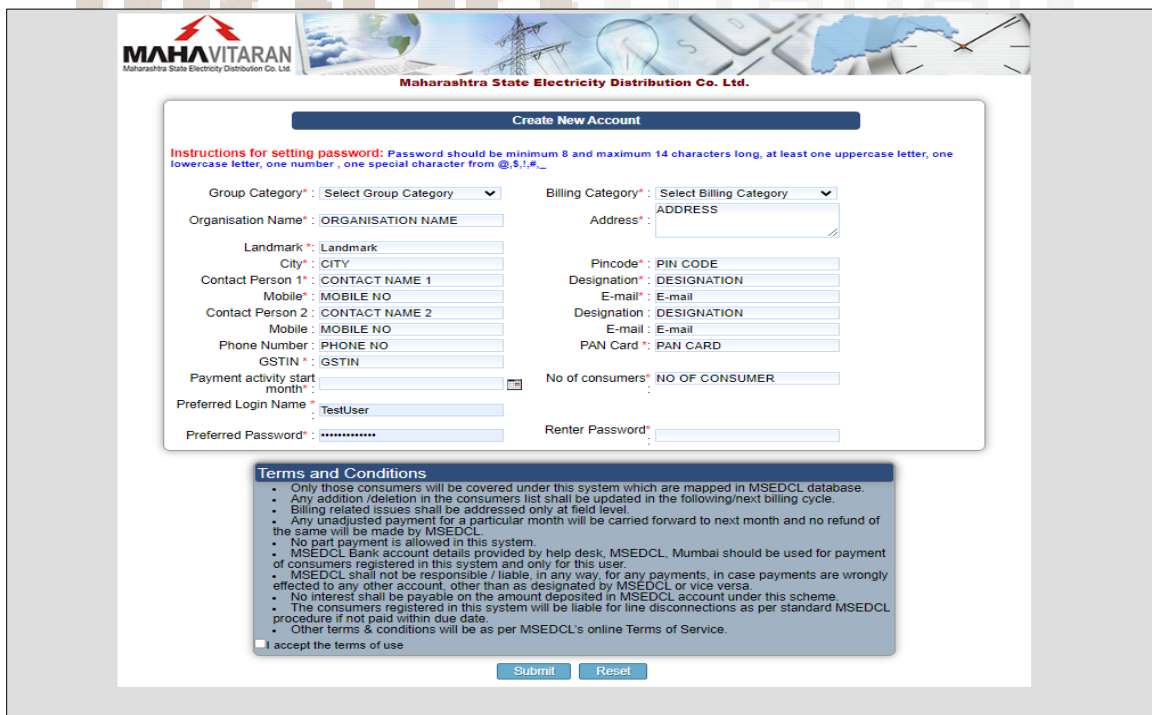 MAHAVITARAN
Maharashtra State Electricity Distribution Co. Ltd.
Maharashtra State Electricity Distribution Co. Ltd.
Create New Account
Instructions for setting password: Password should be minimum 8 and maximum 14 characters long, at least one uppercase letter, one
lowercase letter, one number , one special character from @,$,!,#,_
Group Category* : Select Group Category Billing Category* : Select Billing Category
Organisation Name* : ORGANISATION NAME Address* : ADDRESS
Landmark *: Landmark
City* : CITY Pincode* : PIN CODE
Contact Person 1* : CONTACT NAME 1 Designation* : DESIGNATION
Mobile* : MOBILE NO E-mail* : E-mail
Contact Person 2 : CONTACT NAME 2 Designation : DESIGNATION
Mobile : MOBILE NO E-mail : E-mail
Phone Number : PHONE NO PAN Card *: PAN CARD
GSTIN * : GSTIN
Payment activity start
month* : No of consumers* : NO OF CONSUMER
Preferred Login Name * : TestUser
Preferred Password* : ••••••••••••• Renter Password* :
Terms and Conditions
• Only those consumers will be covered under this system which are mapped in MSEDCL database.
• Any addition /deletion in the consumers list shall be updated in the following/next billing cycle.
• Billing related issues shall be addressed only at field level.
• Any unadjusted payment for a particular month will be carried forward to next month and no refund of
the same will be made by MSEDCL.
• No part payment is allowed in this system.
• MSEDCL Bank account details provided by help desk, MSEDCL, Mumbai should be used for payment
of consumers registered in this system and only for this user.
• MSEDCL shall not be responsible / liable, in any way, for any payments, in case payments are wrongly
effected to any other account, other than as designated by MSEDCL or vice versa.
• No interest shall be payable on the amount deposited in MSEDCL account under this scheme.
• The consumers registered in this system will be liable for line disconnections as per standard MSEDCL
procedure if not paid within due date.
• Other terms & conditions will be as per MSEDCL's online Terms of Service.
I accept the terms of use
Submit Reset